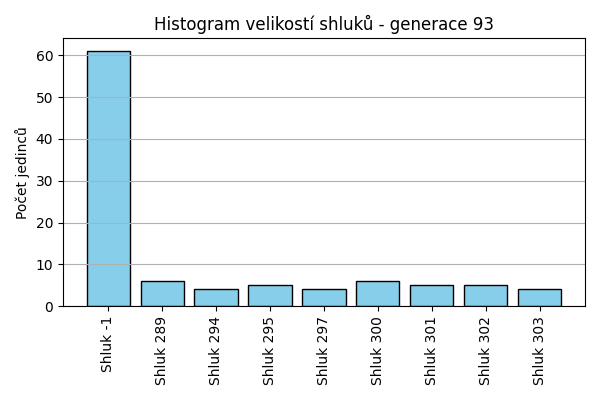 Histogram velikostí shluků - generace 93
Počet jedinců
60
50
40
30
20
10
0
Shluk -1
Shluk 289
Shluk 294
Shluk 295
Shluk 297
Shluk 300
Shluk 301
Shluk 302
Shluk 303